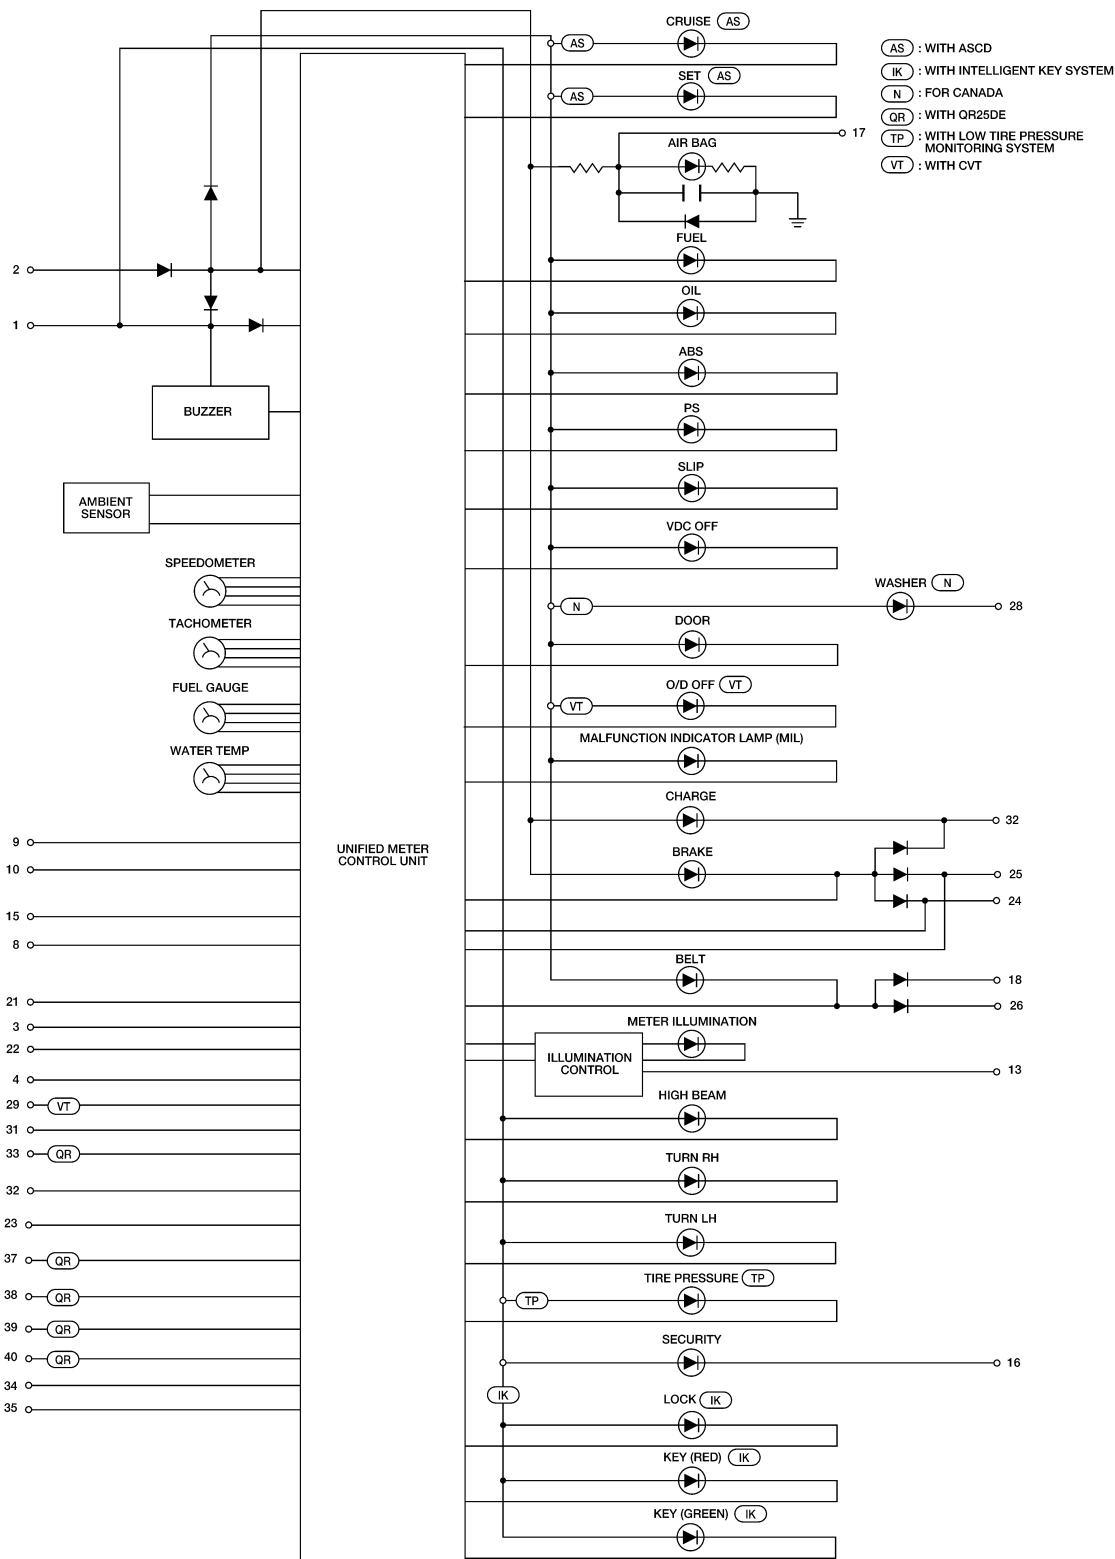 CRUISE AS
AS
SET AS
AS
AS : WITH ASCD
IK : WITH INTELLIGENT KEY SYSTEM
N : FOR CANADA
QR : WITH QR25DE
TP : WITH LOW TIRE PRESSURE
MONITORING SYSTEM
VT : WITH CVT
17
AIR BAG
FUEL
2
OIL
1
ABS
BUZZER
PS
SLIP
AMBIENT
SENSOR
VDC OFF
SPEEDOMETER
WASHER N
N
28
TACHOMETER
DOOR
FUEL GAUGE
O/D OFF VT
VT
MALFUNCTION INDICATOR LAMP (MIL)
WATER TEMP
CHARGE
32
9
UNIFIED METER
CONTROL UNIT
BRAKE
10
25
24
15
8
BELT
18
21
26
3
METER ILLUMINATION
22
ILLUMINATION
CONTROL
13
4
29 VT
HIGH BEAM
31
33 QR
TURN RH
32
23
TURN LH
37 QR
TIRE PRESSURE TP
38 QR
TP
39 QR
SECURITY
40 QR
16
34
IK
LOCK IK
35
KEY (RED) IK
KEY (GREEN) IK